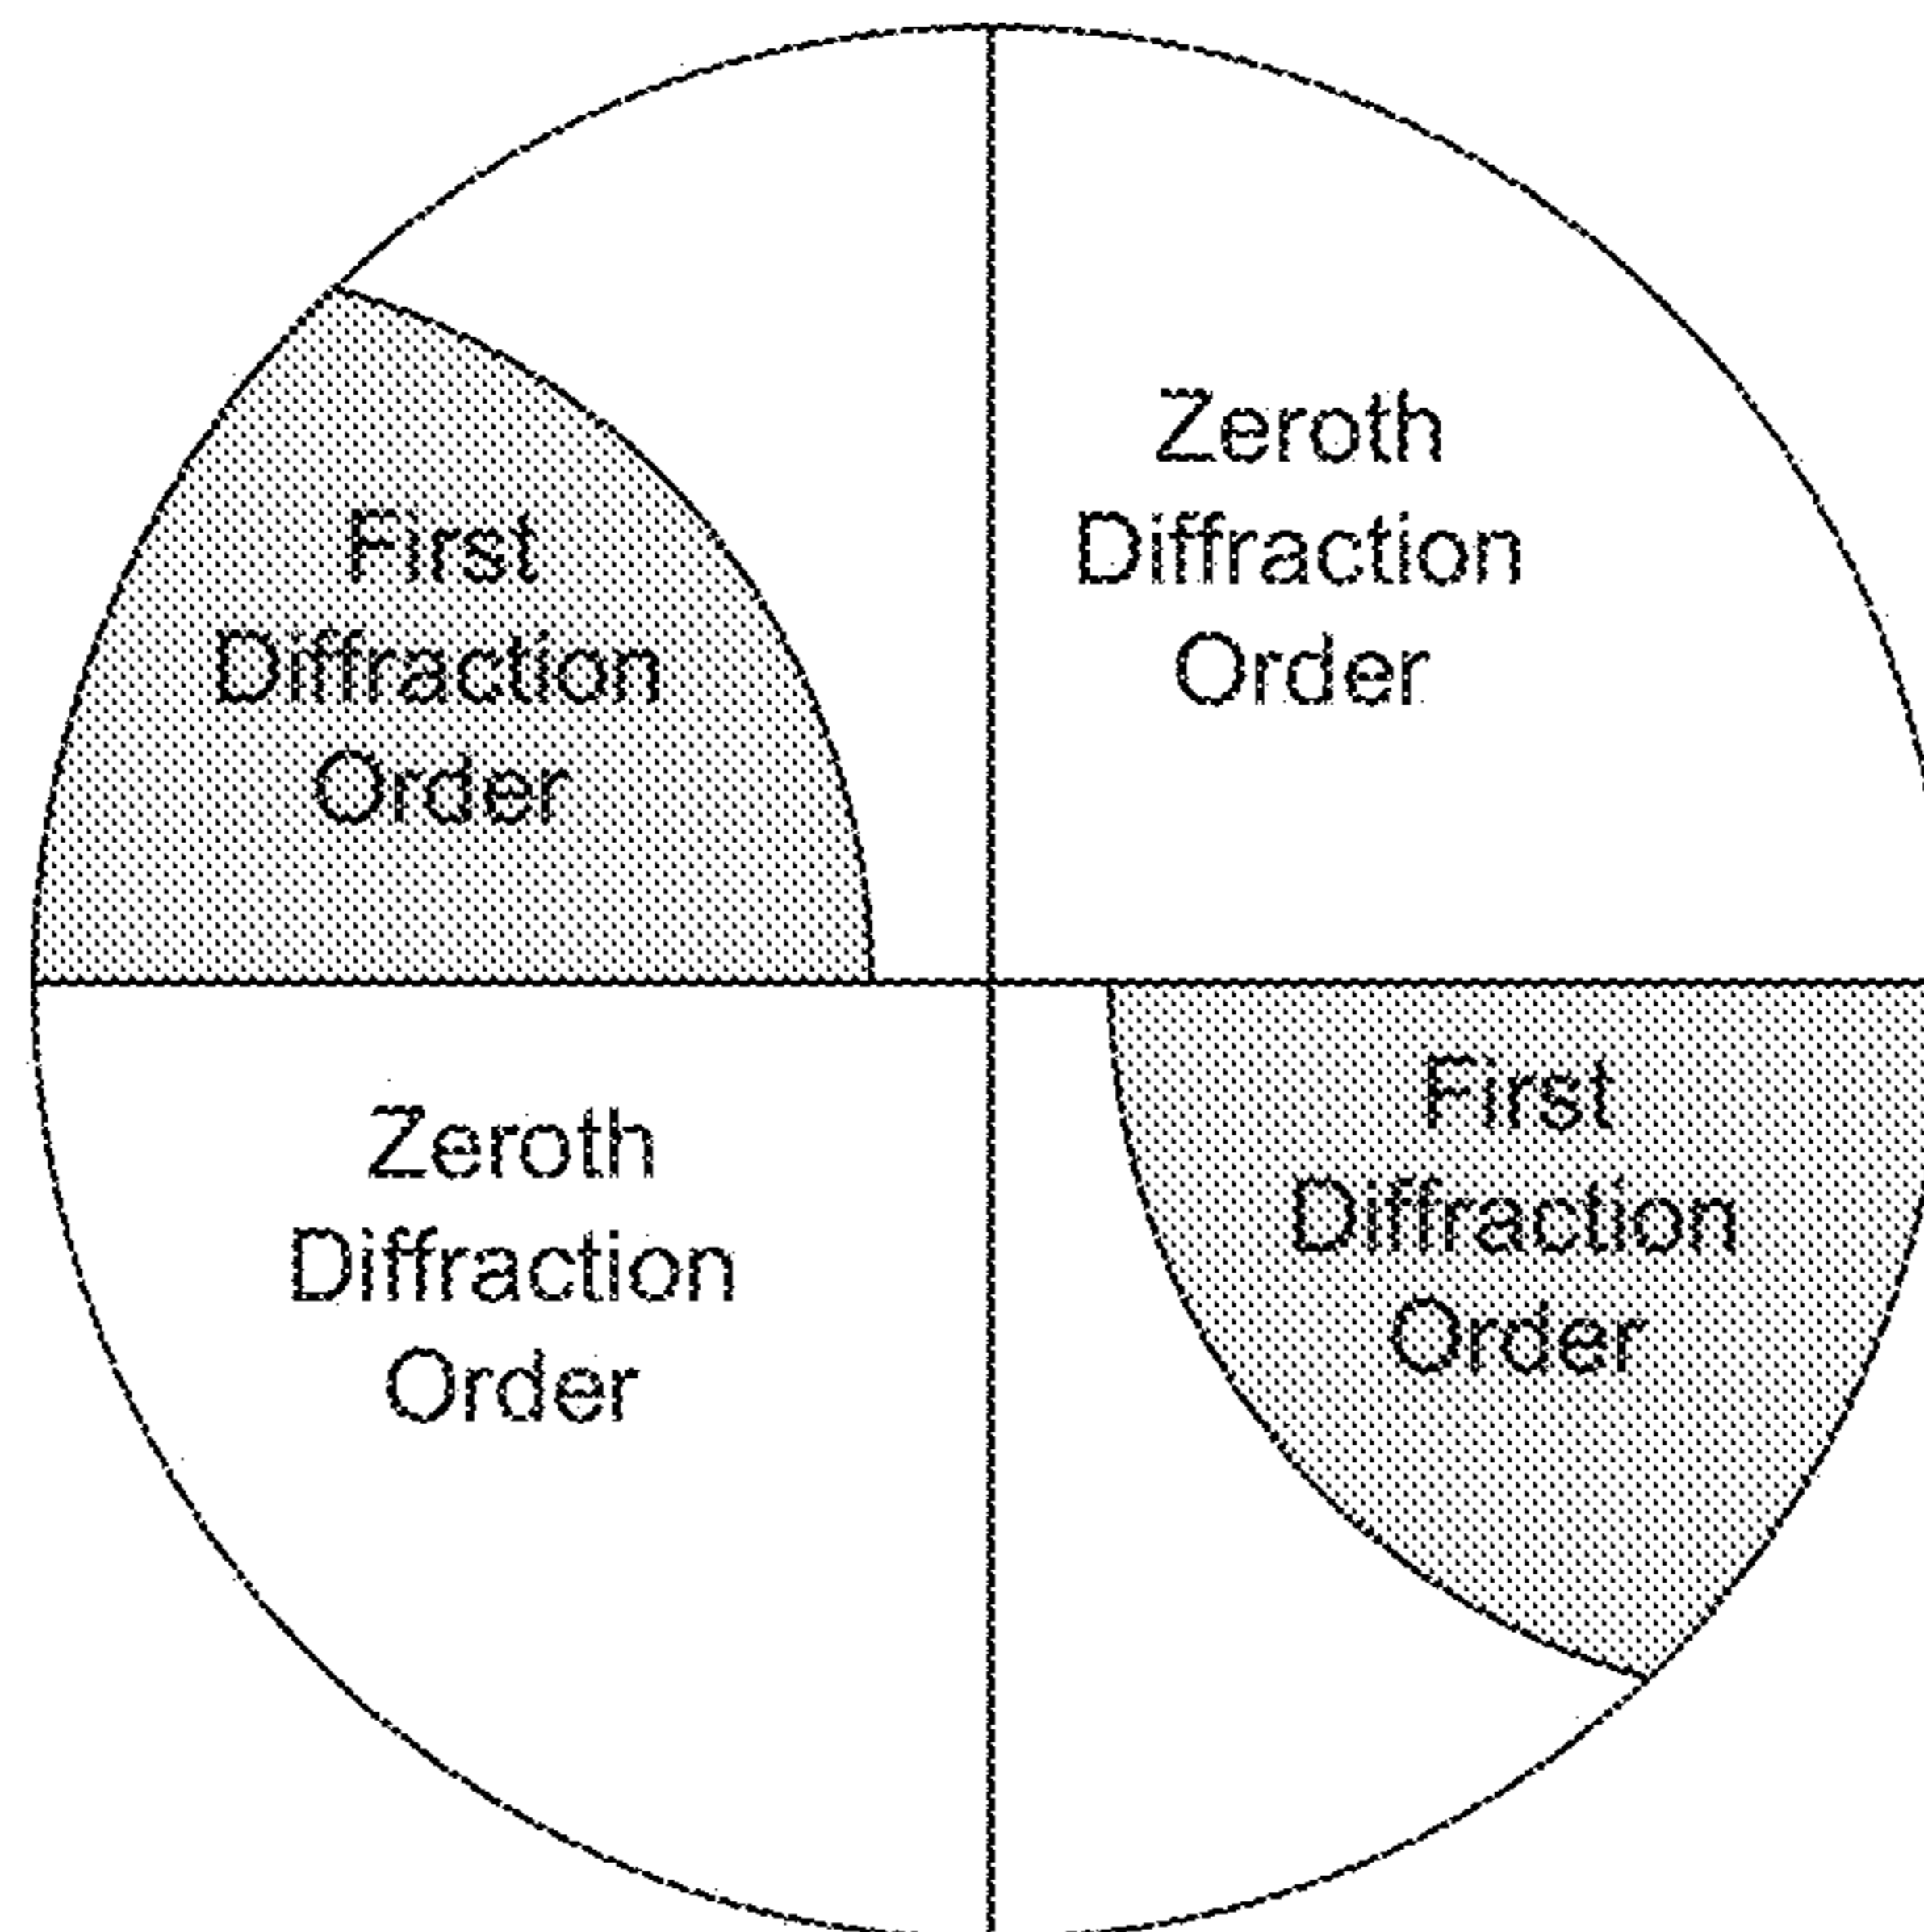 Zeroth
Diffraction
Order
First
Diffraction
Order
Zeroth
Diffraction
Order
First
Diffraction
Order